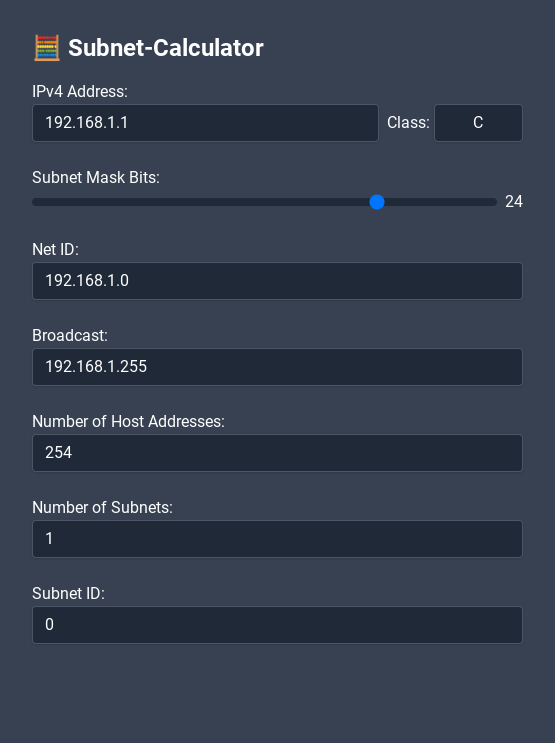 🧮 Subnet-Calculator
IPv4 Address:
192.168.1.1 Class: C
Subnet Mask Bits:
24
Net ID:
192.168.1.0
Broadcast:
192.168.1.255
Number of Host Addresses:
254
Number of Subnets:
1
Subnet ID:
0